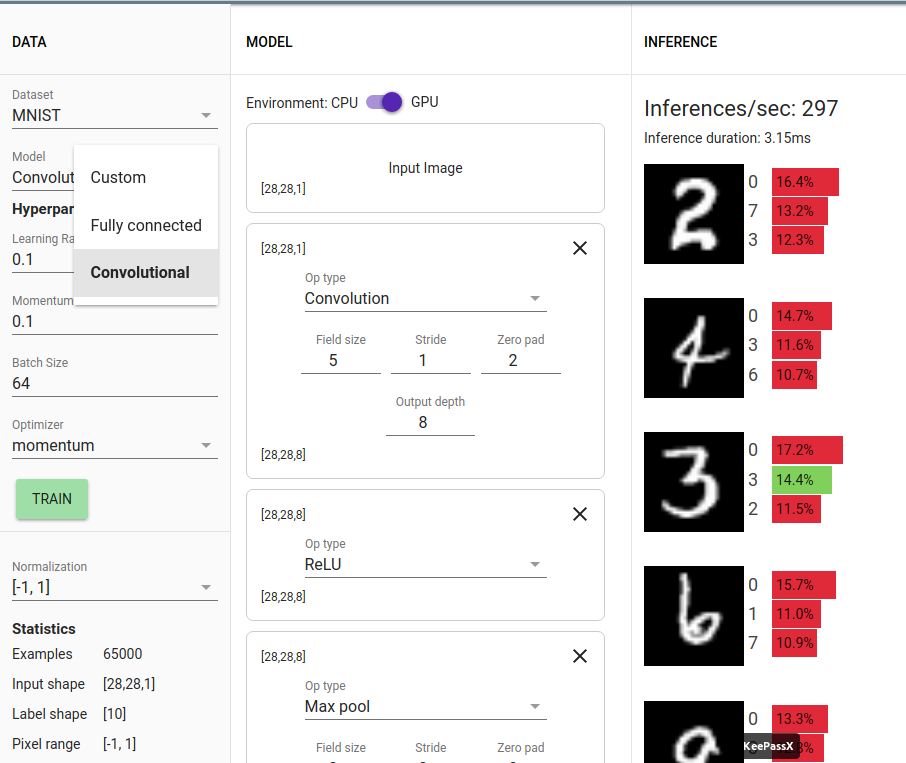 DATA
Dataset
MNIST
Model
Convolut
Custom
Fully connected
Convolutional
Hyperpar
Learning Ra
0.1
Momentum
0.1
Batch Size
64
Optimizer
momentum
TRAIN
Normalization
[-1, 1]
Statistics
Examples 65000
Input shape [28,28,1]
Label shape [10]
Pixel range [-1, 1]
MODEL
Environment: CPU GPU
Input Image
[28,28,1]
[28,28,1]
Op type
Convolution
Field size Stride Zero pad
5 1 2
Output depth
8
[28,28,8]
[28,28,8]
Op type
ReLU
[28,28,8]
[28,28,8]
Op type
Max pool
Field size Stride Zero pad
INFERENCE
Inferences/sec: 297
Inference duration: 3.15ms
2
0 16.4%
7 13.2%
3 12.3%
4
0 14.7%
3 11.6%
6 10.7%
3
0 17.2%
3 14.4%
2 11.5%
6
0 15.7%
1 11.0%
7 10.9%
0 13.3%
KeePassX